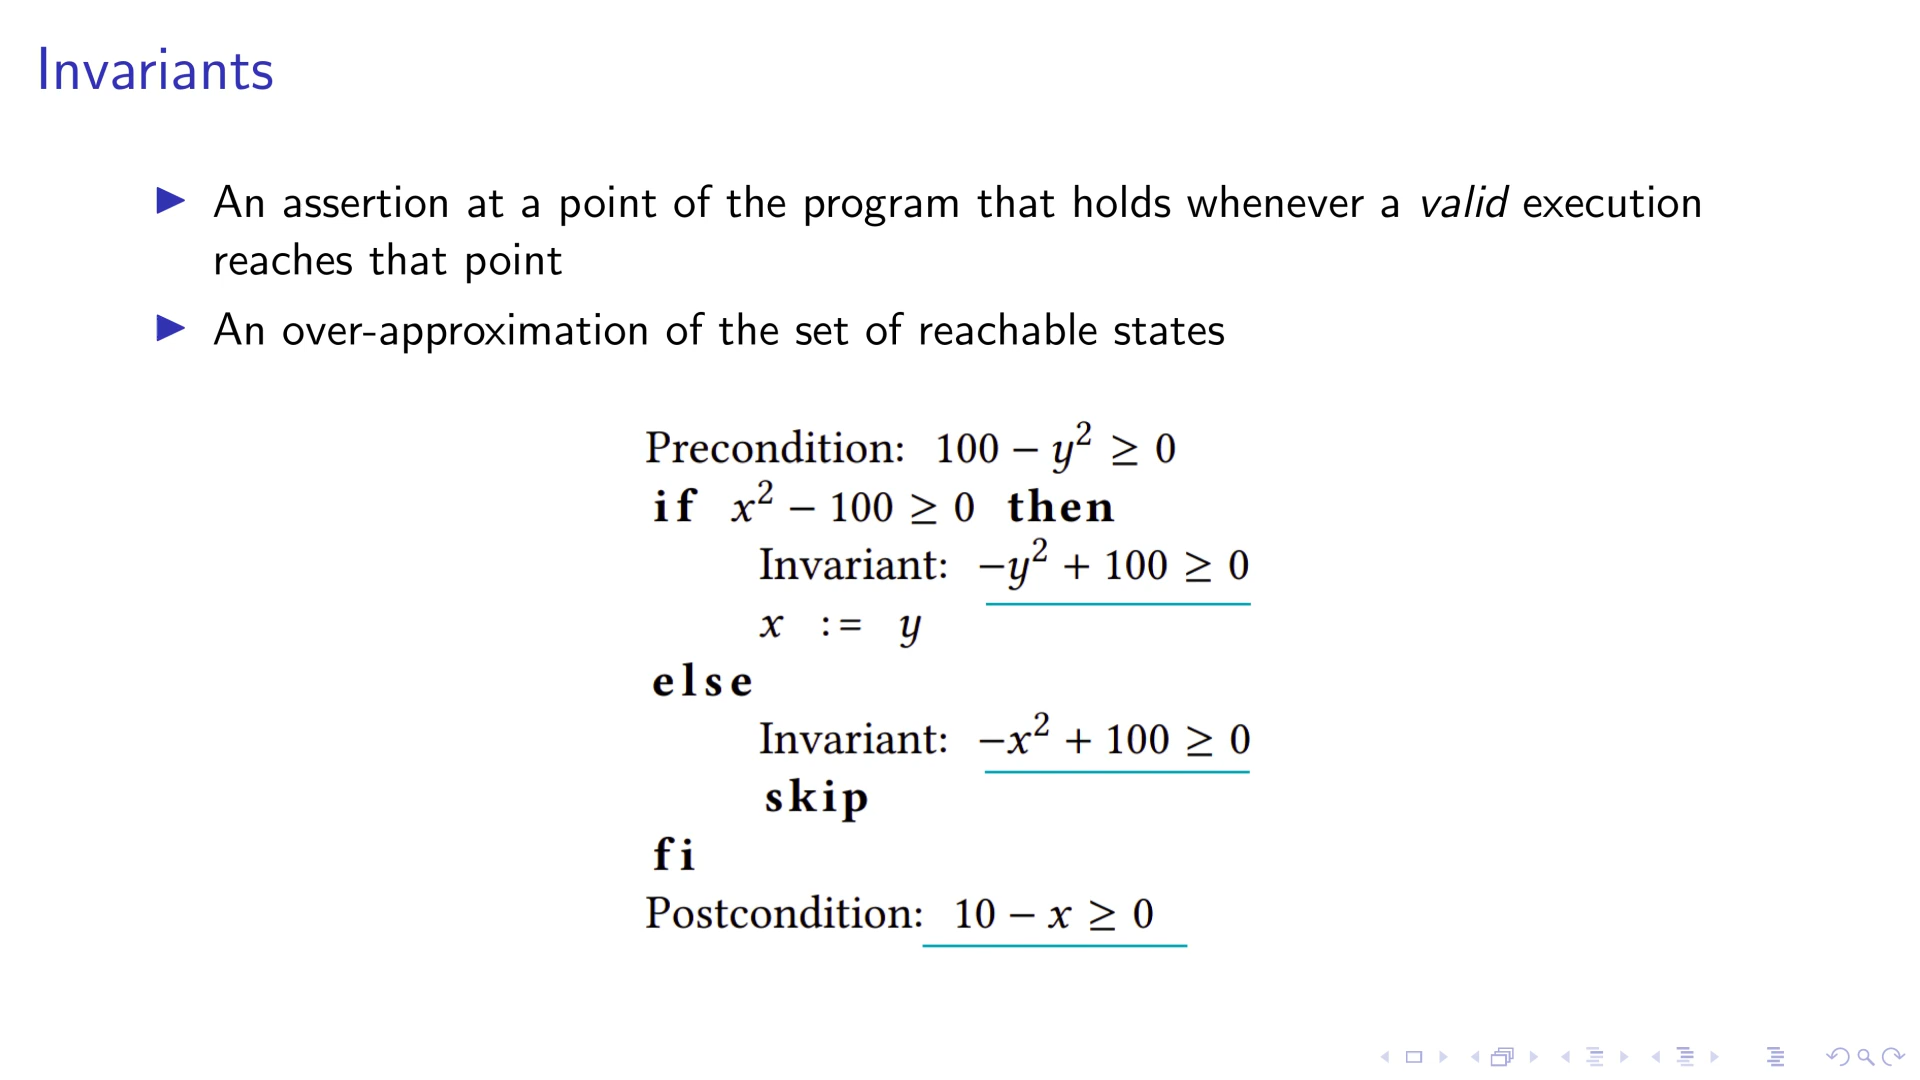 Invariants
An assertion at a point of the program that holds whenever a valid execution
reaches that point
An over-approximation of the set of reachable states
Precondition: 100 − y² ≥ 0
if x² − 100 ≥ 0 then
Invariant: −y² + 100 ≥ 0
x := y
else
Invariant: −x² + 100 ≥ 0
skip
fi
Postcondition: 10 − x ≥ 0